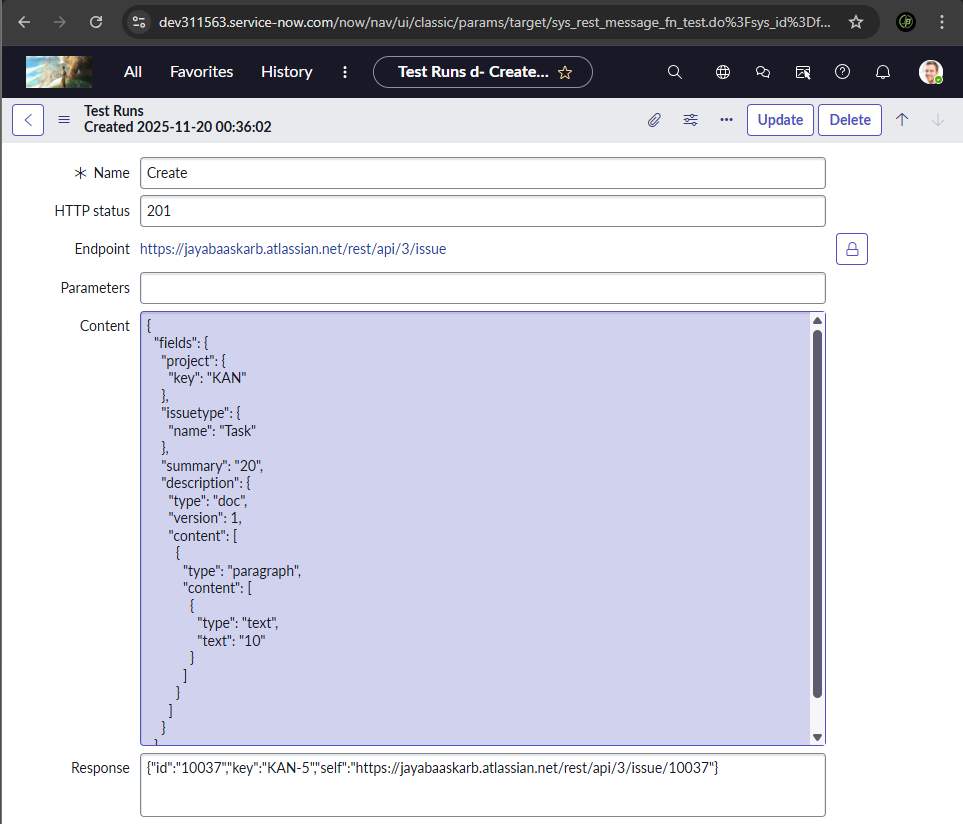 dev311563.service-now.com/now/nav/ui/classic/params/target/sys_rest_message_fn_test.do%3Fsys_id%3Df...
All Favorites History Test Runs d- Create...
Test Runs
Created 2025-11-20 00:36:02
Update Delete
* Name Create
HTTP status 201
Endpoint https://jayabaaskarb.atlassian.net/rest/api/3/issue
Parameters
Content
{
"fields": {
"project": {
"key": "KAN"
},
"issuetype": {
"name": "Task"
},
"summary": "20",
"description": {
"type": "doc",
"version": 1,
"content": [
{
"type": "paragraph",
"content": [
{
"type": "text",
"text": "10"
}
]
}
]
}
}
Response {"id":"10037","key":"KAN-5","self":"https://jayabaaskarb.atlassian.net/rest/api/3/issue/10037"}